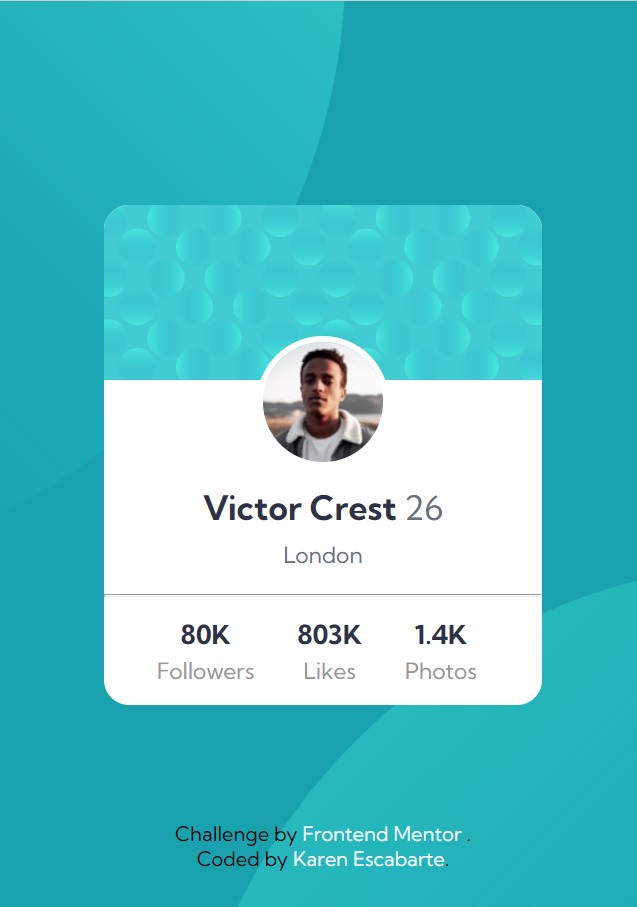 Victor Crest 26
London
80K 803K 1.4K
Followers Likes Photos
Challenge by Frontend Mentor .
Coded by Karen Escabarte.